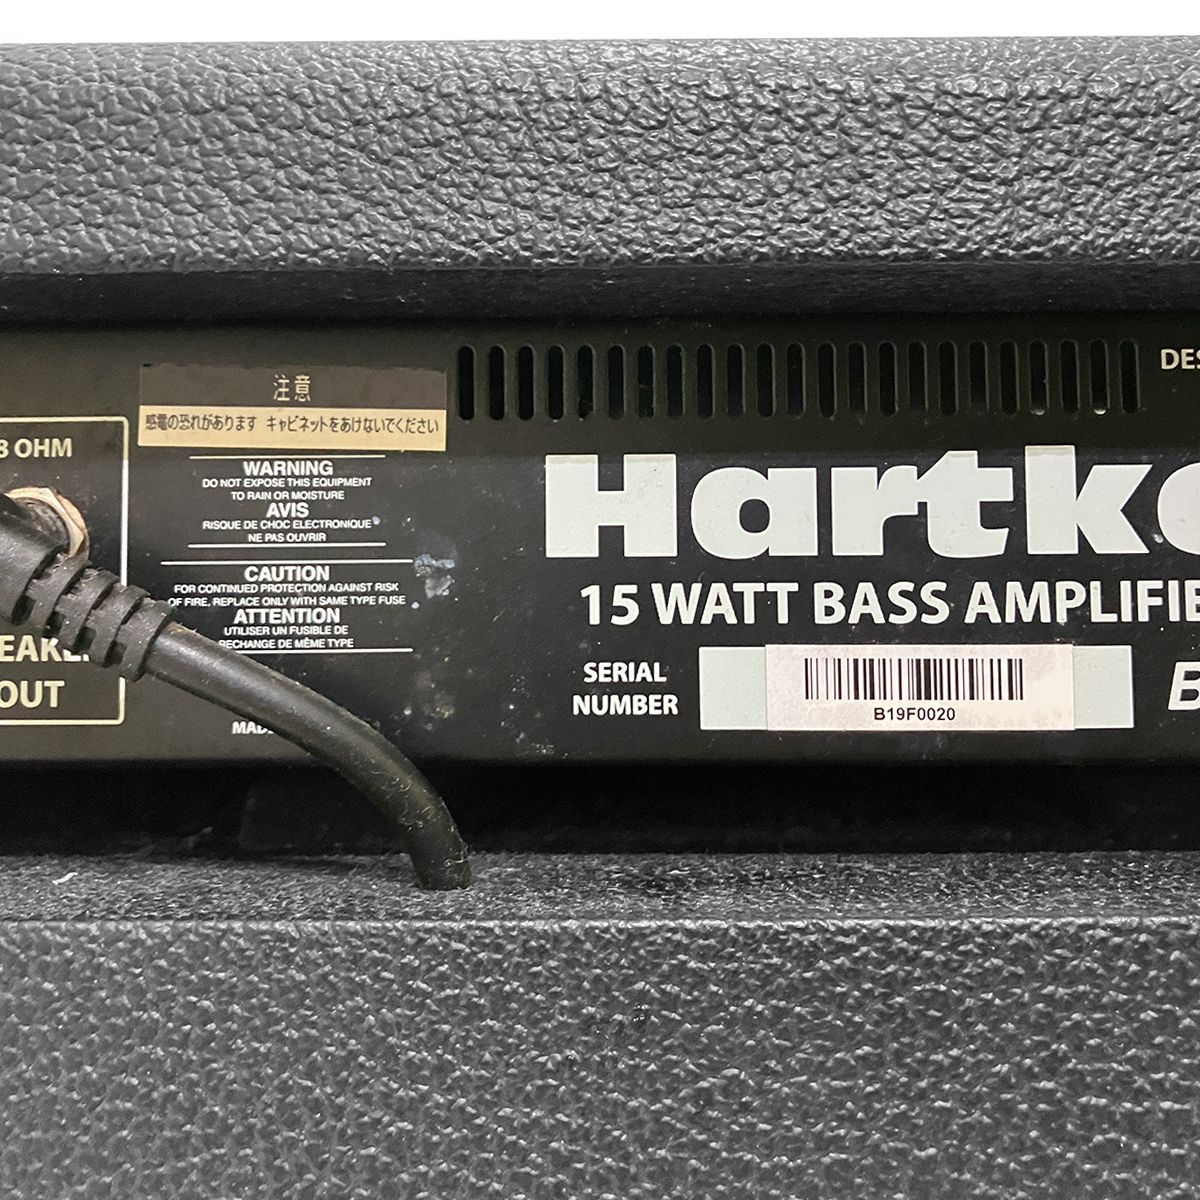 8 OHM
OUT
注意
感電の恐れがあります キャビネットをあけないでください
WARNING
DO NOT EXPOSE THIS EQUIPMENT
TO RAIN OR MOISTURE
AVIS
RISQUE DE CHOC ELECTRONIQUE
NE PAS OUVRIR
CAUTION
FOR CONTINUED PROTECTION AGAINST RISK
OF FIRE, REPLACE ONLY WITH SAME TYPE FUSE
ATTENTION
UTILISER UN FUSIBLE DE
RECHANGE DE MÊME TYPE
Hartke
15 WATT BASS AMPLIFIE
SERIAL
NUMBER
B19F0020